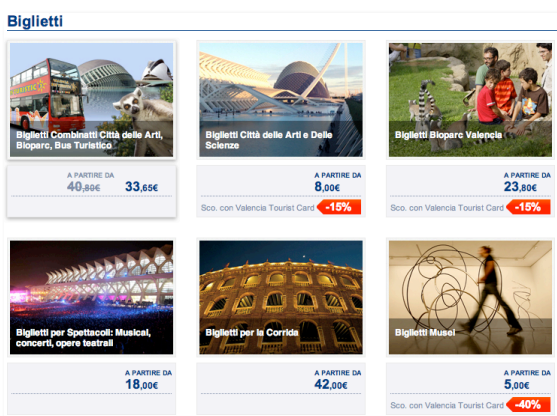 Biglietti
Biglietti Combinatti Città delle Arti,
Bioparc, Bus Turistico
A PARTIRE DA
40,80€ 33,65€
Biglietti Città delle Arti e Delle
Scienze
A PARTIRE DA
8,00€
Sco. con Valencia Tourist Card -15%
Biglietti Bioparc Valencia
A PARTIRE DA
23,80€
Sco. con Valencia Tourist Card -15%
Biglietti per Spettacoli: Musical,
concerti, opere teatrali
A PARTIRE DA
18,00€
Biglietti per la Corrida
A PARTIRE DA
42,00€
Biglietti Musei
A PARTIRE DA
5,00€
Sco. con Valencia Tourist Card -40%